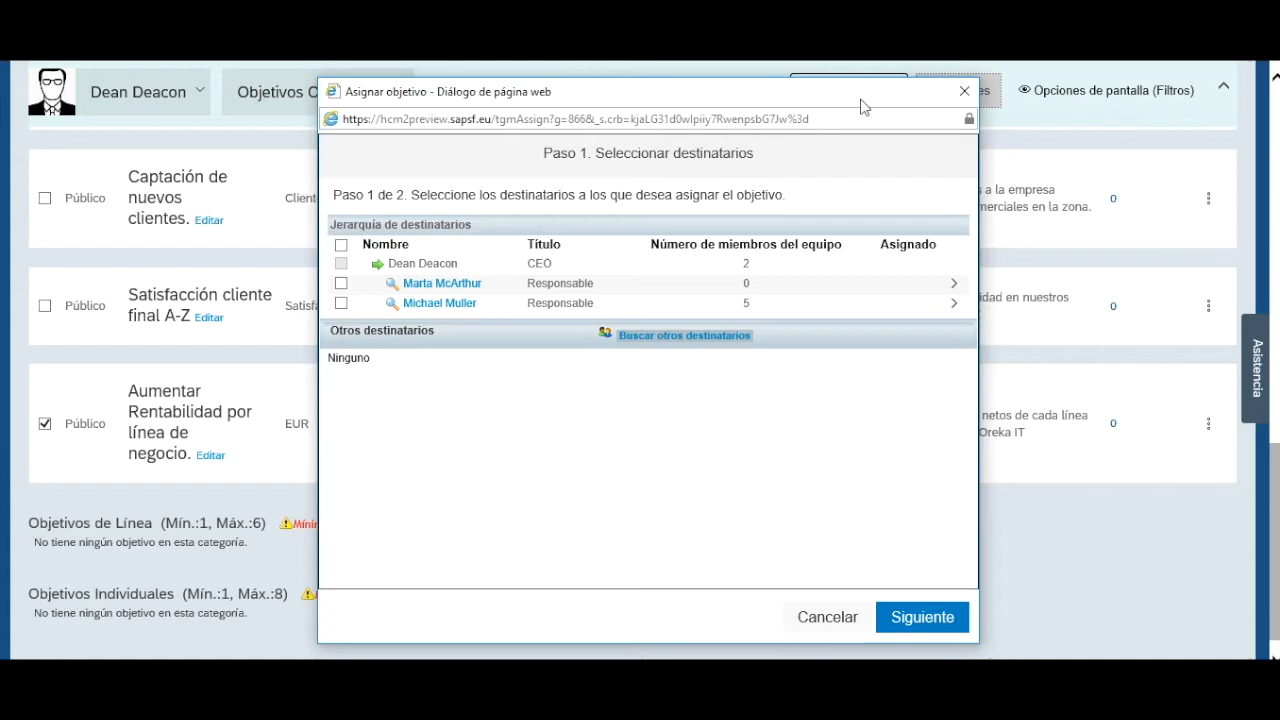 Dean Deacon
Objetivos O
es
Opciones de pantalla (Filtros)
Asignar objetivo - Diálogo de página web
https://hcm2preview.sapsf.eu/tgmAssign?g=866&_s.crb=kjaLG31d0wlpiiy7RwenpsbG7Jw%3d
Paso 1. Seleccionar destinatarios
Paso 1 de 2. Seleccione los destinatarios a los que desea asignar el objetivo.
Jerarquía de destinatarios
Nombre Título Número de miembros del equipo Asignado
Dean Deacon CEO 2
Marta McArthur Responsable 0
Michael Muller Responsable 5
Otros destinatarios Buscar otros destinatarios
Ninguno
Cancelar Siguiente
Público
Captación de
nuevos
clientes. Editar
Cliente
s a la empresa
merciales en la zona.
0
Público
Satisfacción cliente
final A-Z Editar
Satisfa
idad en nuestros
0
Público
Aumentar
Rentabilidad por
línea de
negocio. Editar
EUR
netos de cada línea
Oreka IT
0
Objetivos de Línea (Mín.:1, Máx.:6) Mínim
No tiene ningún objetivo en esta categoría.
Objetivos Individuales (Mín.:1, Máx.:8)
No tiene ningún objetivo en esta categoría.
Asistencia